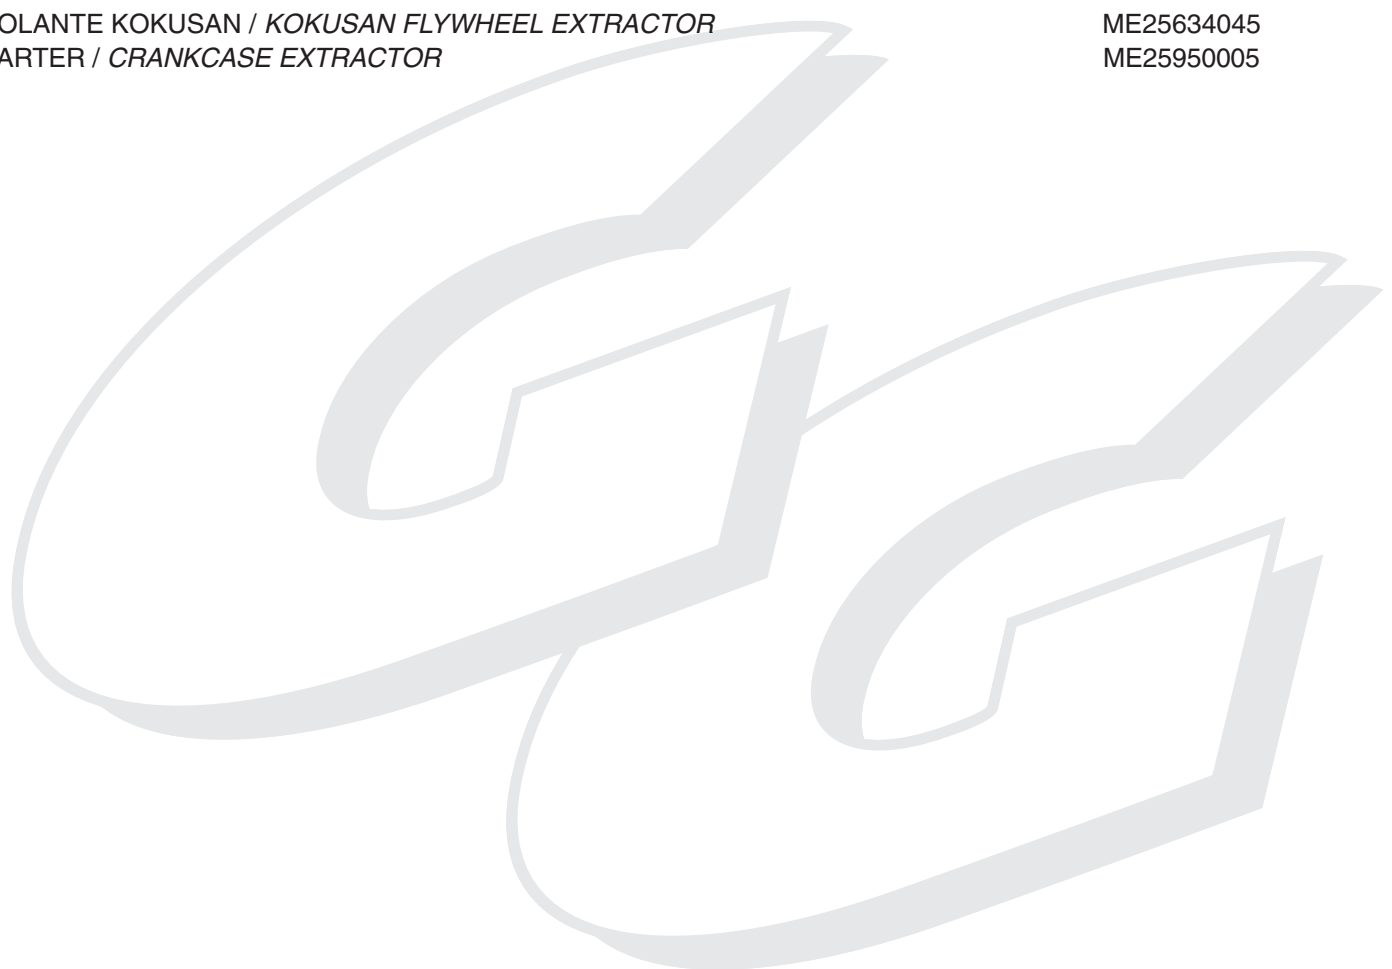 OLANTE KOKUSAN / KOKUSAN FLYWHEEL EXTRACTOR ME25634045
ARTER / CRANKCASE EXTRACTOR ME25950005